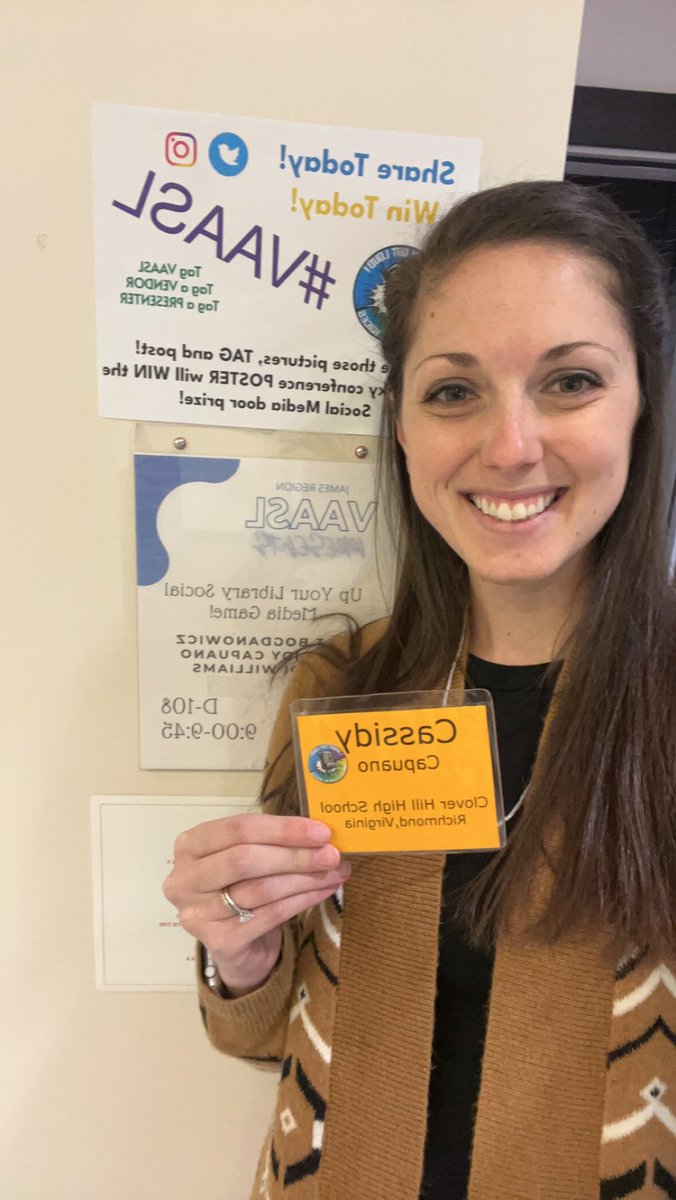 Share Today!
Win Today!
#VAASL
Tag VAASL
Tag a VENDOR
Tag a PRESENTER
those pictures, TAG and post!
conference POSTER will WIN the
Social Media door prize!
JAMES REGION
VAASL
PRESENTS
Up Your Library Social
Media Game!
BOGDANOWICZ
CAPUANO
WILLIAMS
D-108
9:00-9:45
Cassidy
Capuano
Clover Hill High School
Richmond,Virginia